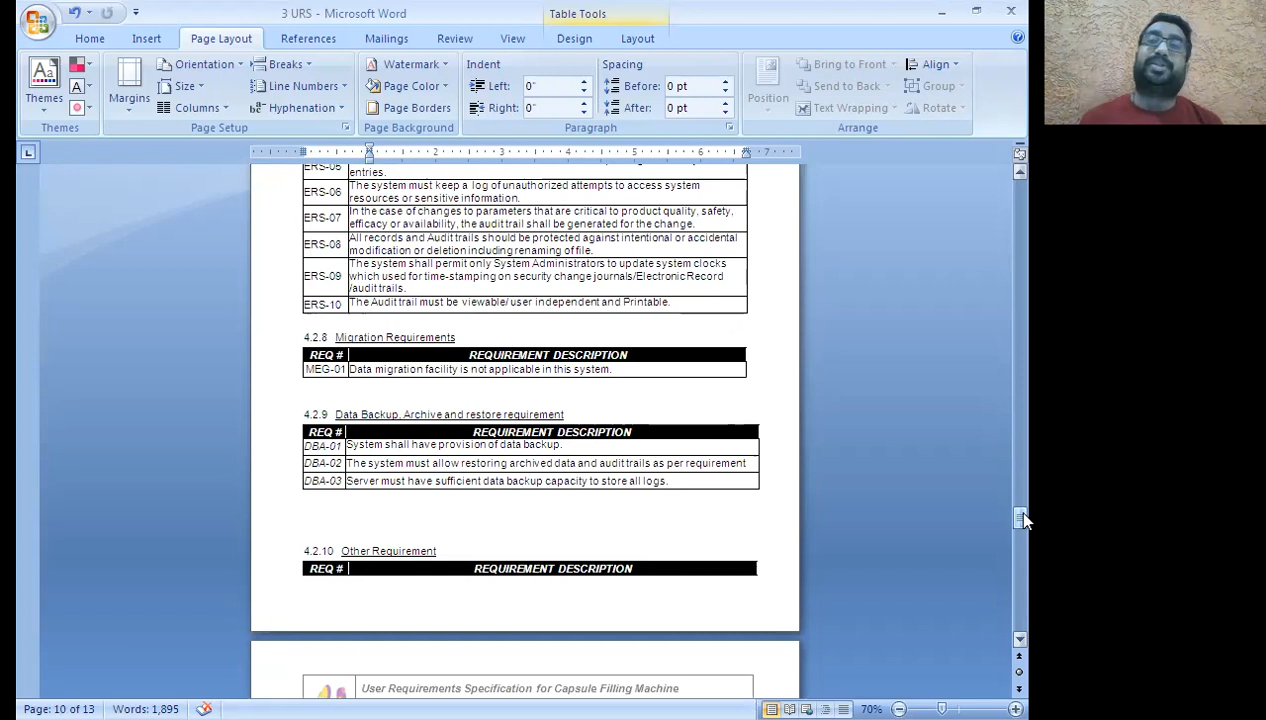 3 URS - Microsoft Word
Table Tools
Home
Insert
Page Layout
References
Mailings
Review
View
Design
Layout
Themes
Margins
Orientation
Size
Columns
Breaks
Line Numbers
Hyphenation
Watermark
Page Color
Page Borders
Indent
Left: 0"
Right: 0"
Spacing
Before: 0 pt
After: 0 pt
Position
Bring to Front
Send to Back
Text Wrapping
Align
Group
Rotate
Themes
Page Setup
Page Background
Paragraph
Arrange
2 3 4 5 6 7
ERS-05
entries.
ERS-06 The system must keep a log of unauthorized attempts to access system
resources or sensitive information.
ERS-07 In the case of changes to parameters that are critical to product quality, safety,
efficacy or availability, the audit trail shall be generated for the change.
ERS-08 All records and Audit trails should be protected against intentional or accidental
modification or deletion including renaming of file.
ERS-09 The system shall permit only System Administrators to update system clocks
which used for time-stamping on security change journals/Electronic Record
/audit trails.
ERS-10 The Audit trail must be viewable/ user independent and Printable.
4.2.8 Migration Requirements
REQ # REQUIREMENT DESCRIPTION
MEG-01 Data migration facility is not applicable in this system.
4.2.9 Data Backup, Archive and restore requirement
REQ # REQUIREMENT DESCRIPTION
DBA-01 System shall have provision of data backup.
DBA-02 The system must allow restoring archived data and audit trails as per requirement
DBA-03 Server must have sufficient data backup capacity to store all logs.
4.2.10 Other Requirement
REQ # REQUIREMENT DESCRIPTION
User Requirements Specification for Capsule Filling Machine
Page: 10 of 13
Words: 1,895
70%